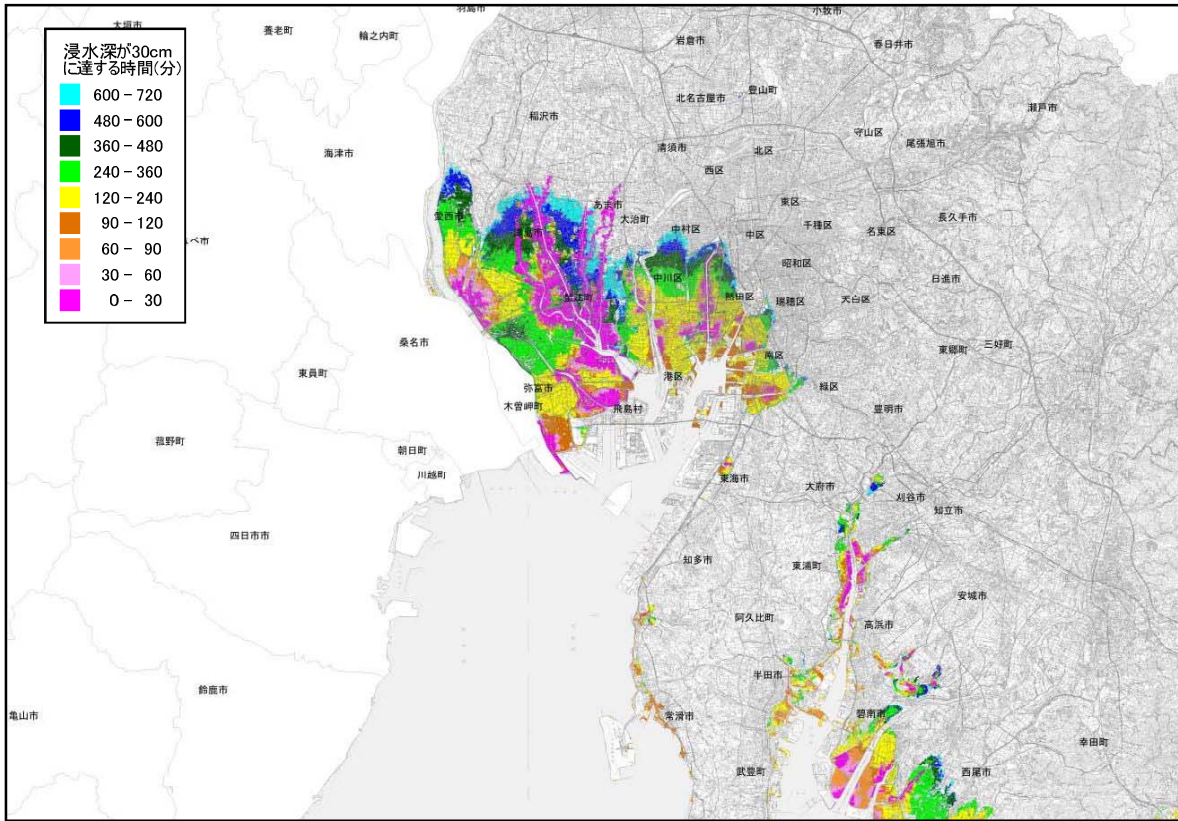 浸水深が30cm
に達する時間(分)
600-720
480-600
360-480
240-360
120-240
90-120
60-90
30-60
0-30
大垣市
養老町
輪之内町
羽島市
小牧市
岩倉市
春日井市
豊山町
北名古屋市
瀬戸市
稲沢市
守山区
尾張旭市
海津市
清須市
北区
西区
あま市
東区
愛西市
大治町
千種区
長久手市
中村区
中区
名東区
津島市
べ市
昭和区
中川区
日進市
蟹江町
熱田区
瑞穂区
天白区
桑名市
東郷町
三好町
南区
東員町
港区
弥富市
緑区
木曽岬町
飛島村
豊明市
菰野町
朝日町
川越町
東海市
大府市
刈谷市
知立市
四日市市
知多市
東浦町
安城市
阿久比町
高浜市
半田市
鈴鹿市
亀山市
常滑市
碧南市
幸田町
武豊町
西尾市